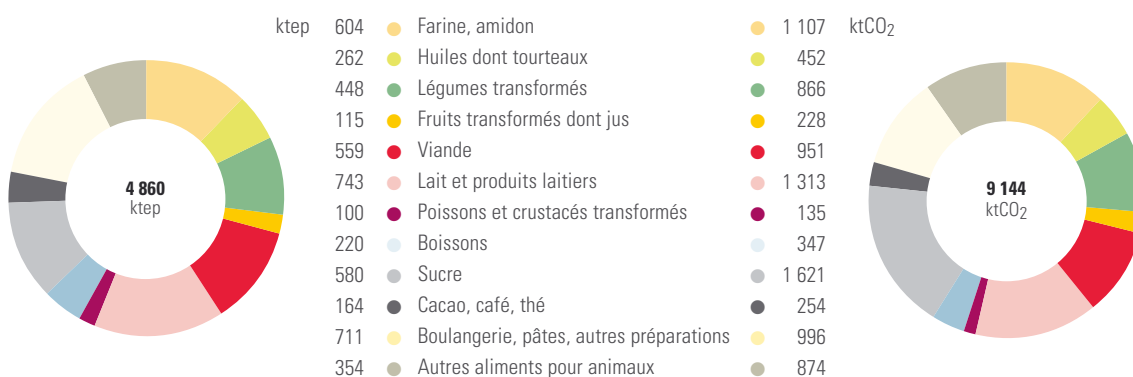 ktep 604 Farine, amidon 1 107 ktCO2
262 Huiles dont tourteaux 452
448 Légumes transformés 866
115 Fruits transformés dont jus 228
559 Viande 951
743 Lait et produits laitiers 1 313
100 Poissons et crustacés transformés 135
220 Boissons 347
580 Sucre 1 621
164 Cacao, café, thé 254
711 Boulangerie, pâtes, autres préparations 996
354 Autres aliments pour animaux 874
4 860
ktep
9 144
ktCO2